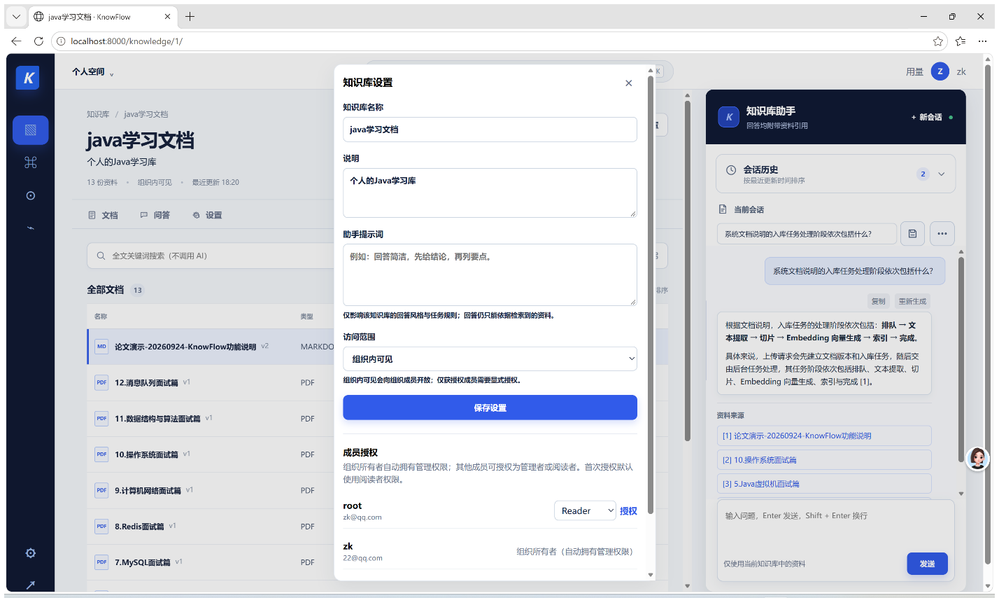 java学习文档 · KnowFlow
localhost:8000/knowledge/1/
K
个人空间
K
用量
Z
zk
知识库 / java学习文档
java学习文档
个人的Java学习库
13 份资料 • 组织内可见 • 最近更新 18:20
文档
问答
设置
全文关键词搜索（不调用 AI）
排序
全部文档 13
名称
类型
MD 论文演示-20260924-KnowFlow功能说明 v2
MARKDO
PDF 12.消息队列面试篇 v1
PDF
PDF 11.数据结构与算法面试篇 v1
PDF
PDF 10.操作系统面试篇 v1
PDF
PDF 9.计算机网络面试篇 v1
PDF
PDF 8.Redis面试篇 v1
PDF
PDF 7.MySQL面试篇 v1
PDF
知识库设置
知识库名称
java学习文档
说明
个人的Java学习库
助手提示词
例如：回答简洁，先给结论，再列要点。
仅影响该知识库的回答风格与任务规则；回答仍只能依据检索到的资料。
访问范围
组织内可见
组织内可见会向组织成员开放；仅获授权成员需要显式授权。
保存设置
成员授权
组织所有者自动拥有管理权限；其他成员可授权为管理者或阅读者。首次授权默认
使用阅读者权限。
root
zk@qq.com
Reader
授权
zk
22@qq.com
组织所有者（自动拥有管理权限）
K
知识库助手
回答均附带资料引用
+ 新会话
会话历史
按最近更新时间排序
2
当前会话
系统文档说明的入库任务处理阶段依次包括什么？
系统文档说明的入库任务处理阶段依次包括什么？
复制
重新生成
根据文档说明，入库任务的处理阶段依次包括：排队 → 文
本提取 → 切片 → Embedding 向量生成 → 索引 → 完成。
具体来说，上传请求会先建立文档版本和入库任务，随后交
由后台任务处理，其任务阶段依次包括排队、文本提取、切
片、Embedding 向量生成、索引与完成 [1]。
资料来源
[1] 论文演示-20260924-KnowFlow功能说明
[2] 10.操作系统面试篇
[3] 5.Java虚拟机面试篇
输入问题，Enter 发送，Shift + Enter 换行
仅使用当前知识库中的资料
发送